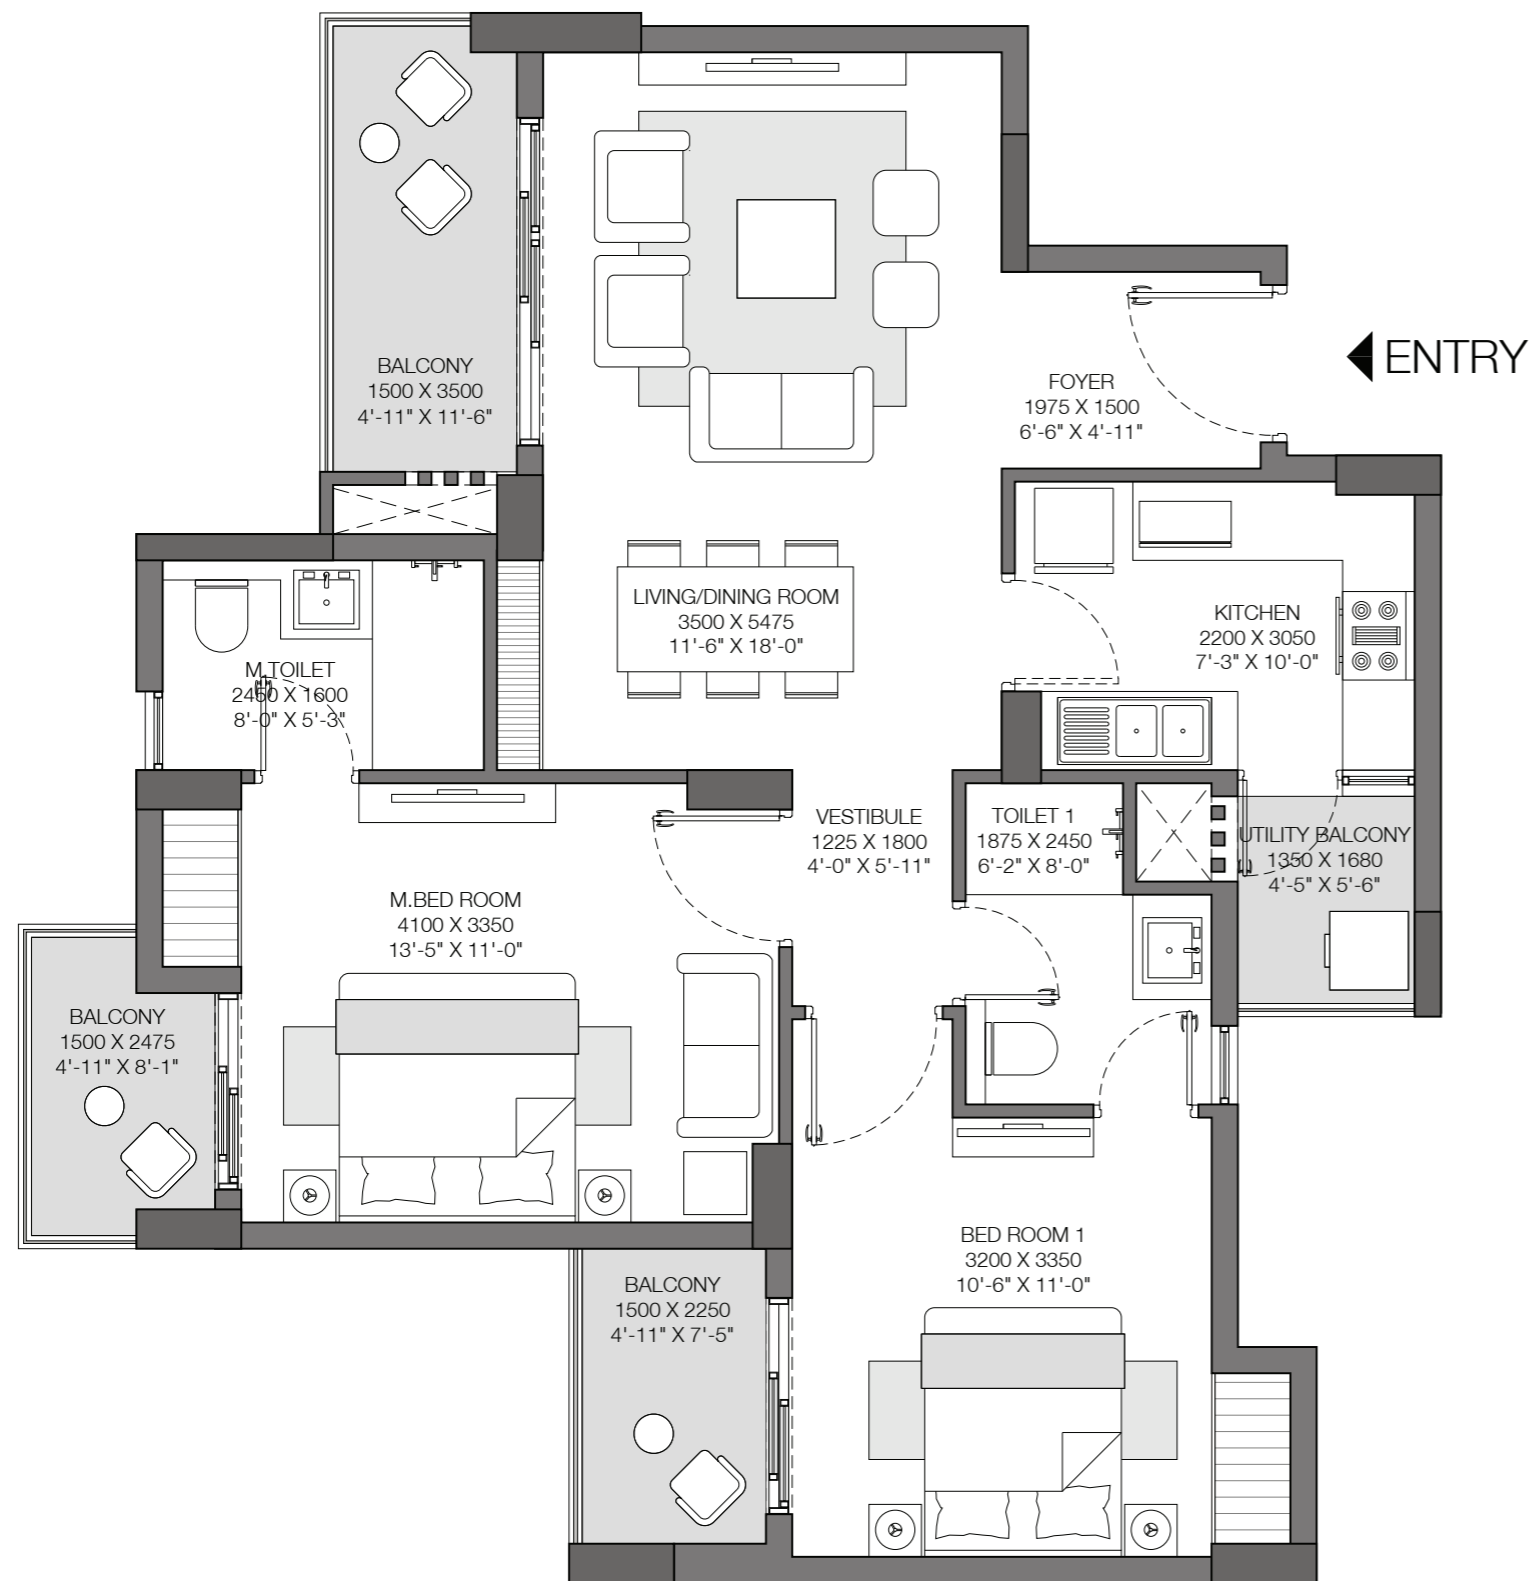 BALCONY
1500 X 3500
4'-11" X 11'-6"
ENTRY
FOYER
1975 X 1500
6'-6" X 4'-11"
LIVING/DINING ROOM
3500 X 5475
11'-6" X 18'-0"
KITCHEN
2200 X 3050
7'-3" X 10'-0"
M.TOILET
2450 X 1600
8'-0" X 5'-3"
VESTIBULE
1225 X 1800
4'-0" X 5'-11"
TOILET 1
1875 X 2450
6'-2" X 8'-0"
UTILITY BALCONY
1350 X 1680
4'-5" X 5'-6"
M.BED ROOM
4100 X 3350
13'-5" X 11'-0"
BALCONY
1500 X 2475
4'-11" X 8'-1"
BED ROOM 1
3200 X 3350
10'-6" X 11'-0"
BALCONY
1500 X 2250
4'-11" X 7'-5"